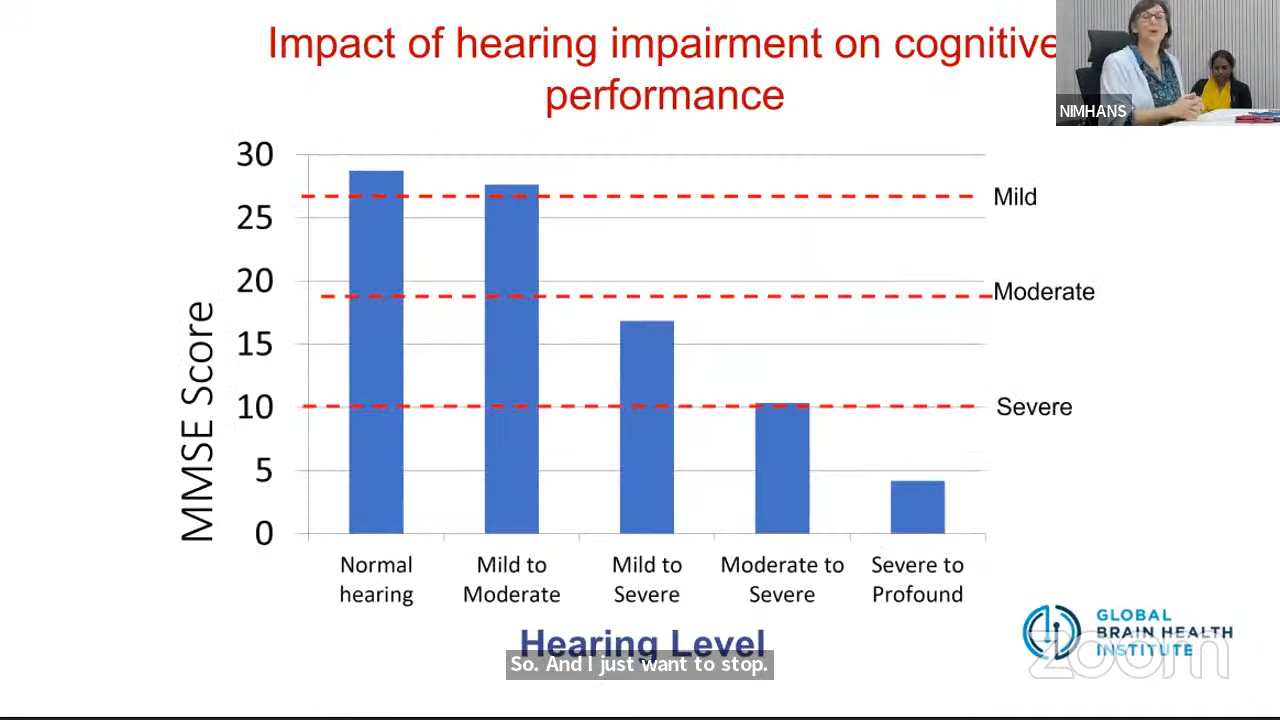 Impact of hearing impairment on cognitive
performance
NIMHANS
30
25
20
15
10
5
0
MMSE Score
Mild
Moderate
Severe
Normal
hearing
Mild to
Moderate
Mild to
Severe
Moderate to
Severe
Severe to
Profound
Hearing Level
So. And I just want to stop.
GLOBAL
BRAIN HEALTH
INSTITUTE
zoom